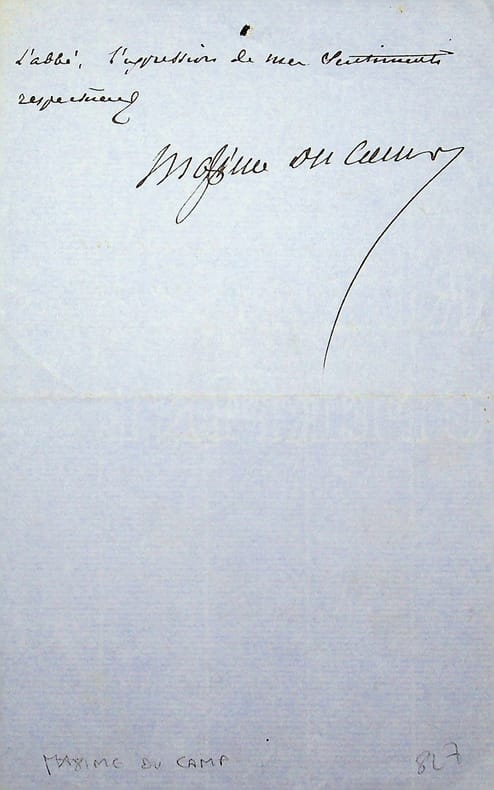 L'abbé, l'expression de mes sentiments
respectueux
Maxime Du Camp
MAXIME DU CAMP
827